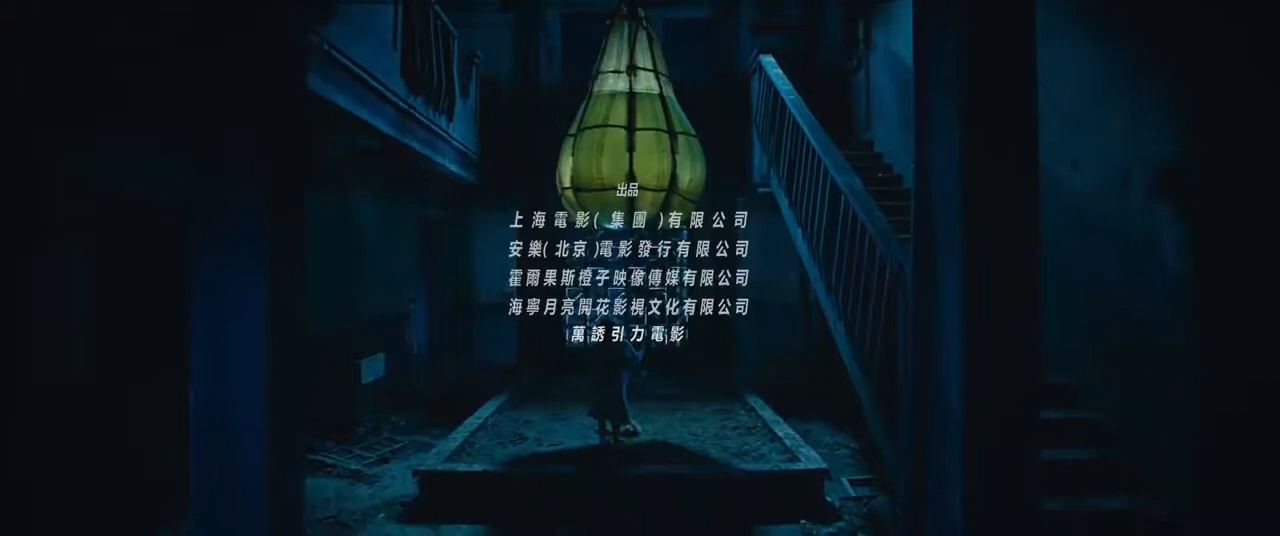 出品
上海電影(集團)有限公司
安樂(北京)電影發行有限公司
霍爾果斯橙子映像傳媒有限公司
海寧月亮開花影視文化有限公司
萬誘引力電影